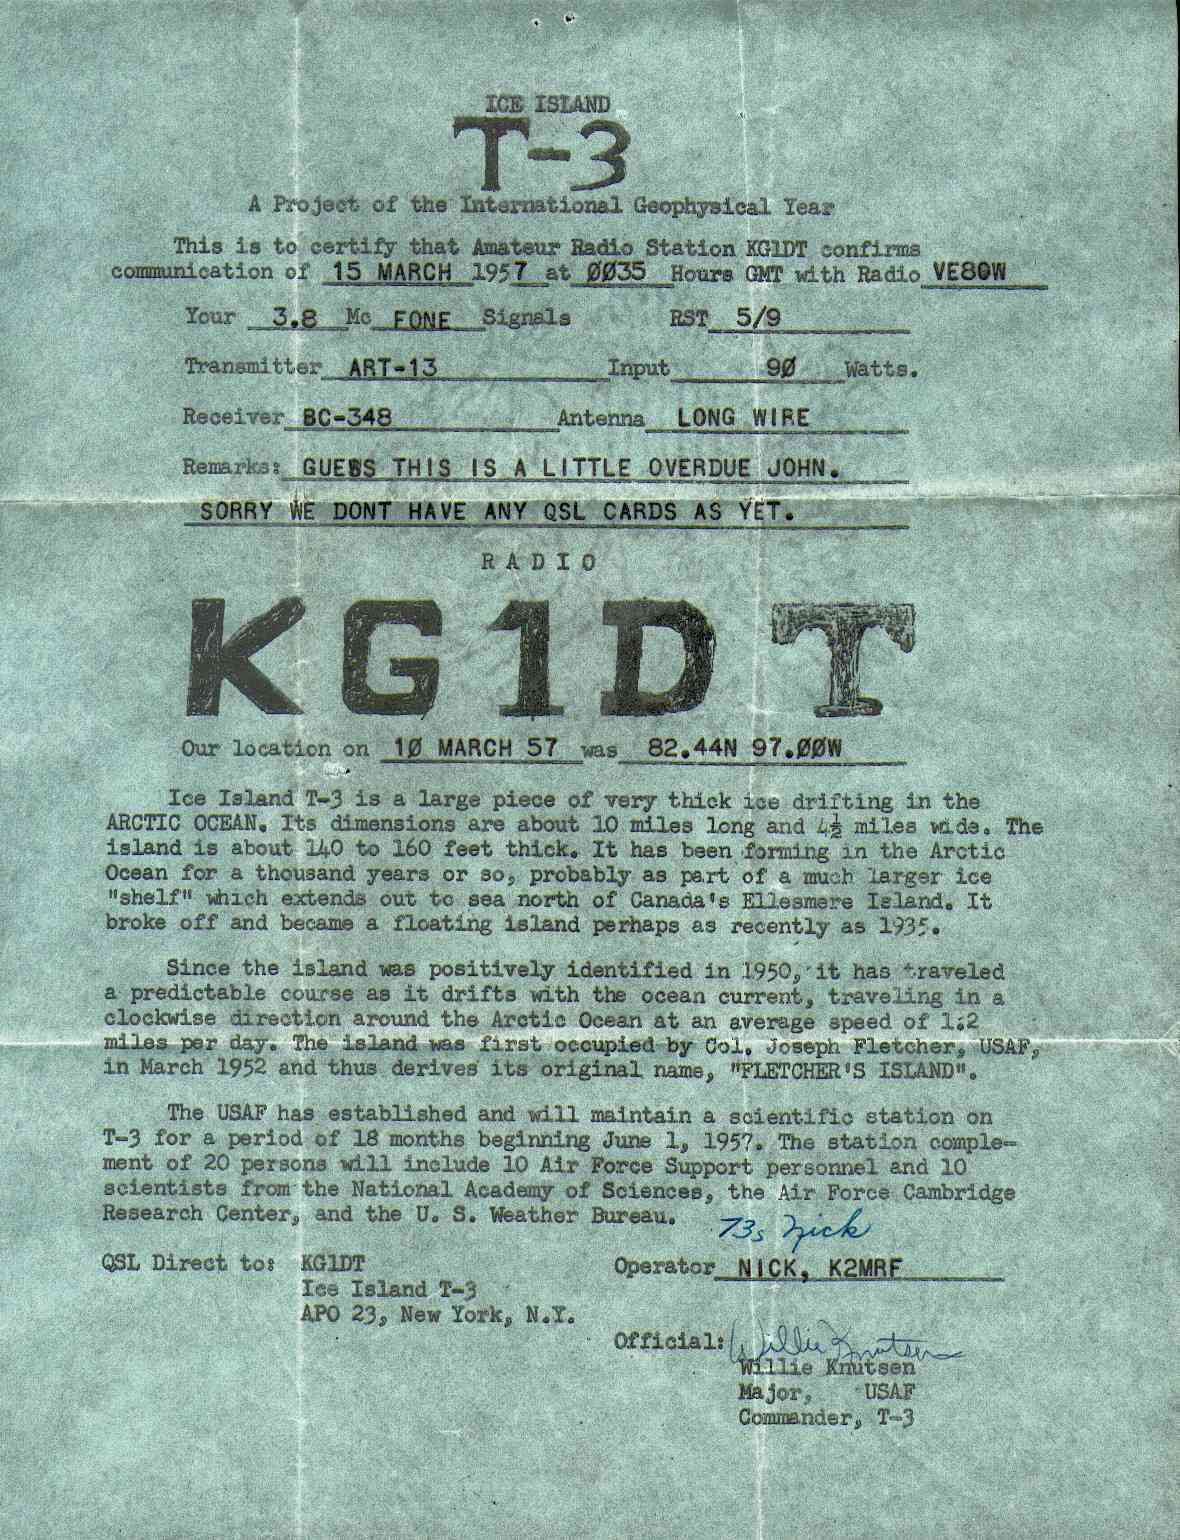 ICE ISLAND
T-3
A Project of the International Geophysical Year
This is to certify that Amateur Radio Station KG1DT confirms
communication of 15 MARCH 1957 at ØØ35 Hours GMT with Radio VE8OW
Your 3.8 Mc FONE Signals RST 5/9
Transmitter ART-13 Input 9Ø Watts.
Receiver BC-348 Antenna LONG WIRE
Remarks: GUESS THIS IS A LITTLE OVERDUE JOHN.
SORRY WE DONT HAVE ANY QSL CARDS AS YET.
RADIO
KG1DT
Our location on 1Ø MARCH 57 was 82.44N 97.ØØW
Ice Island T-3 is a large piece of very thick ice drifting in the
ARCTIC OCEAN. Its dimensions are about 10 miles long and 4½ miles wide. The
island is about 140 to 160 feet thick. It has been forming in the Arctic
Ocean for a thousand years or so, probably as part of a much larger ice
"shelf" which extends out to sea north of Canada's Ellesmere Island. It
broke off and became a floating island perhaps as recently as 1935.
Since the island was positively identified in 1950, it has traveled
a predictable course as it drifts with the ocean current, traveling in a
clockwise direction around the Arctic Ocean at an average speed of 1.2
miles per day. The island was first occupied by Col. Joseph Fletcher, USAF,
in March 1952 and thus derives its original name, "FLETCHER'S ISLAND".
The USAF has established and will maintain a scientific station on
T-3 for a period of 18 months beginning June 1, 1957. The station comple-
ment of 20 persons will include 10 Air Force Support personnel and 10
scientists from the National Academy of Sciences, the Air Force Cambridge
Research Center, and the U. S. Weather Bureau.
73s Nick
QSL Direct to: KG1DT
Ice Island T-3
APO 23, New York, N.Y.
Operator NICK, K2MRF
Official: Willie Knutsen
Willie Knutsen
Major, USAF
Commander, T-3